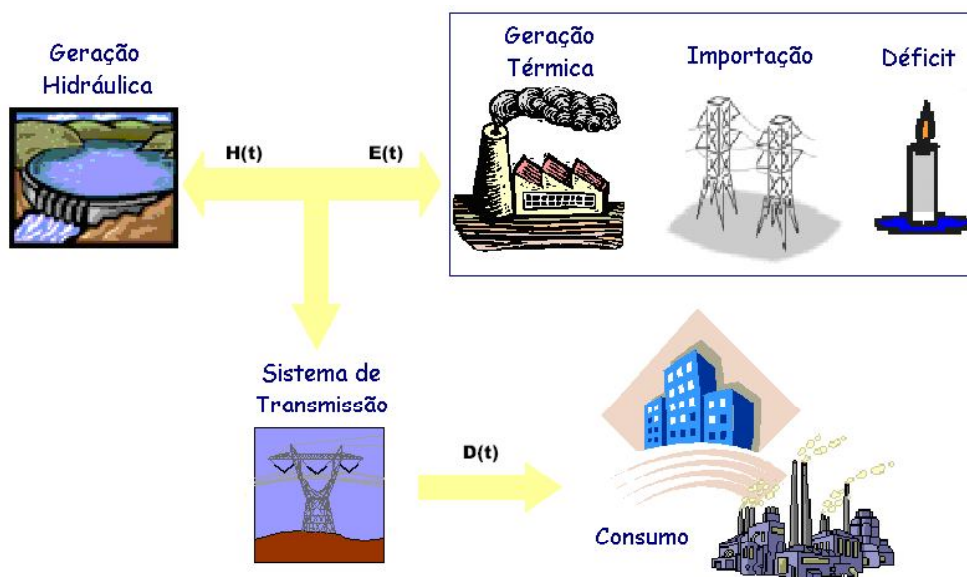 Geração
Hidráulica
Geração
Térmica
Importação
Déficit
H(t)
E(t)
Sistema de
Transmissão
D(t)
Consumo